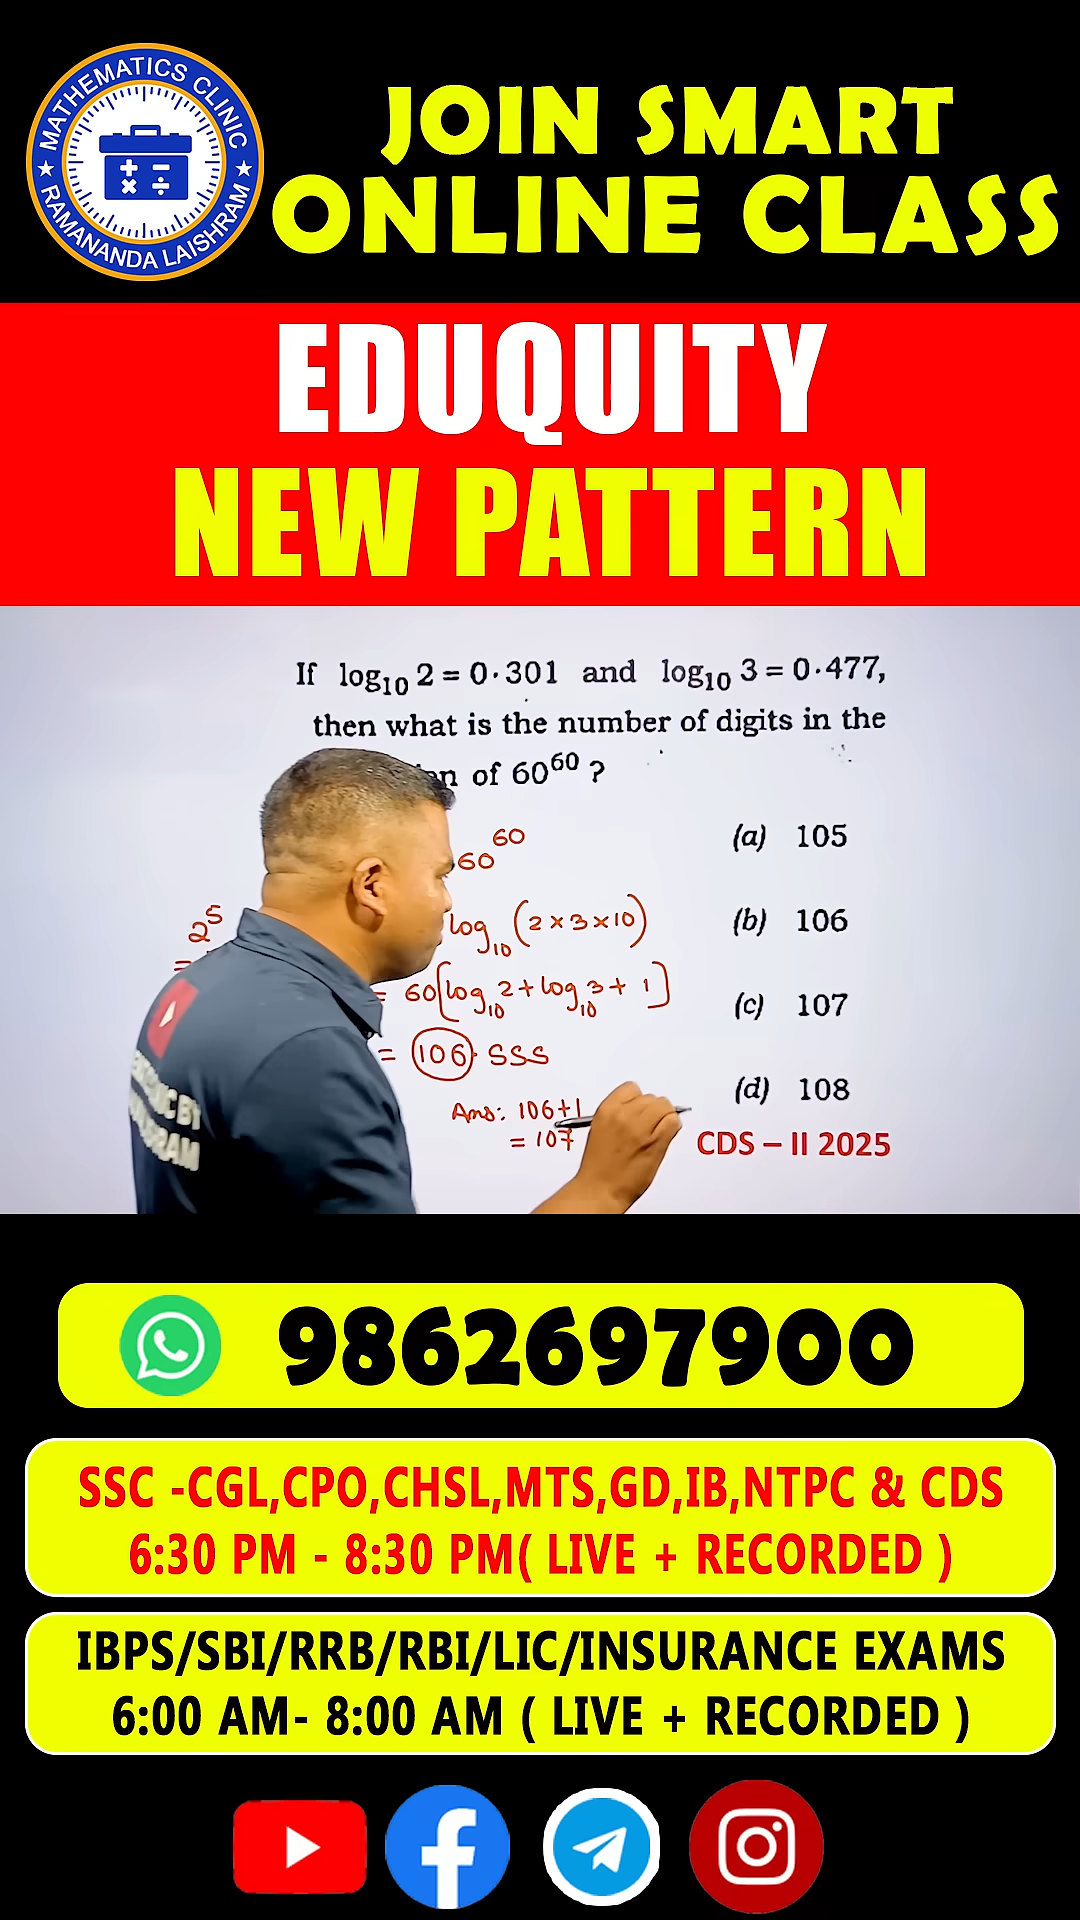 MATHEMATICS CLINIC
RAMANANDA LAISHRAM
JOIN SMART
ONLINE CLASS
EDUQUITY
NEW PATTERN
If log₁₀ 2 = 0·301 and log₁₀ 3 = 0·477,
then what is the number of digits in the
of 60⁶⁰ ?
60⁶⁰
(a) 105
2⁵
=
log₁₀ (2×3×10)
(b) 106
= 60[log₁₀ 2 + log₁₀ 3 + 1]
(c) 107
= 106. SSS
(d) 108
Ans: 106+1
= 107
CDS – II 2025
9862697900
SSC -CGL,CPO,CHSL,MTS,GD,IB,NTPC & CDS
6:30 PM - 8:30 PM( LIVE + RECORDED )
IBPS/SBI/RRB/RBI/LIC/INSURANCE EXAMS
6:00 AM- 8:00 AM ( LIVE + RECORDED )